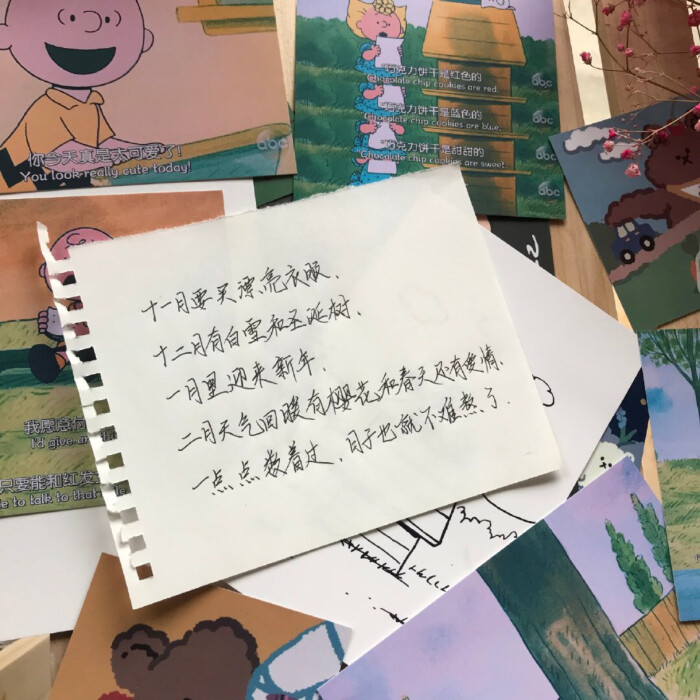 你今天真是太可爱了!
You look really cute today!
abc
巧克力饼干是红色的
Chocolate chip cookies are red.
abc
巧克力饼干是蓝色的
Chocolate chip cookies are blue.
abc
巧克力饼干是甜甜的
Chocolate chip cookies are sweet.
abc
十一月要买漂亮衣服、
十二月有白雪和圣诞树、
一月里迎来新年.
二月天气回暖有樱花和春天还有爱情.
一点点数着过、日子也就不难熬了.
我愿意
I'd give an
只要能和红发
to talk to that